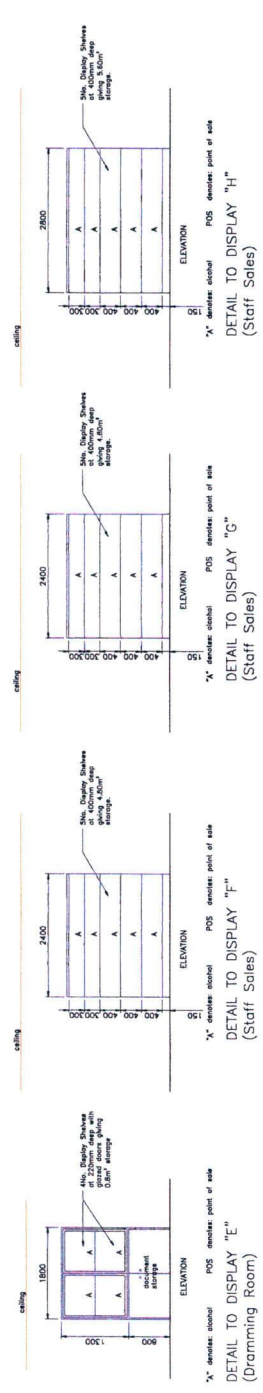 ceiling
1800
4No. Display Shelves
at 220mm deep with
glazed doors giving
0.8m² storage
1300
A
A
A
A
document
storage
800
ELEVATION
"A" denotes: alcohol POS denotes: point of sale
DETAIL TO DISPLAY "E"
(Dramming Room)
ceiling
2400
5No. Display Shelves
at 400mm deep
giving 4.80m²
storage.
300
300
400
400
400
150
A
A
A
A
A
ELEVATION
"A" denotes: alcohol POS denotes: point of sale
DETAIL TO DISPLAY "F"
(Staff Sales)
ceiling
2400
5No. Display Shelves
at 400mm deep
giving 4.80m²
storage.
300
300
400
400
400
150
A
A
A
A
A
ELEVATION
"A" denotes: alcohol POS denotes: point of sale
DETAIL TO DISPLAY "G"
(Staff Sales)
ceiling
2800
5No. Display Shelves
at 400mm deep
giving 5.60m²
storage.
300
300
400
400
400
150
A
A
A
A
A
ELEVATION
"A" denotes: alcohol POS denotes: point of sale
DETAIL TO DISPLAY "H"
(Staff Sales)